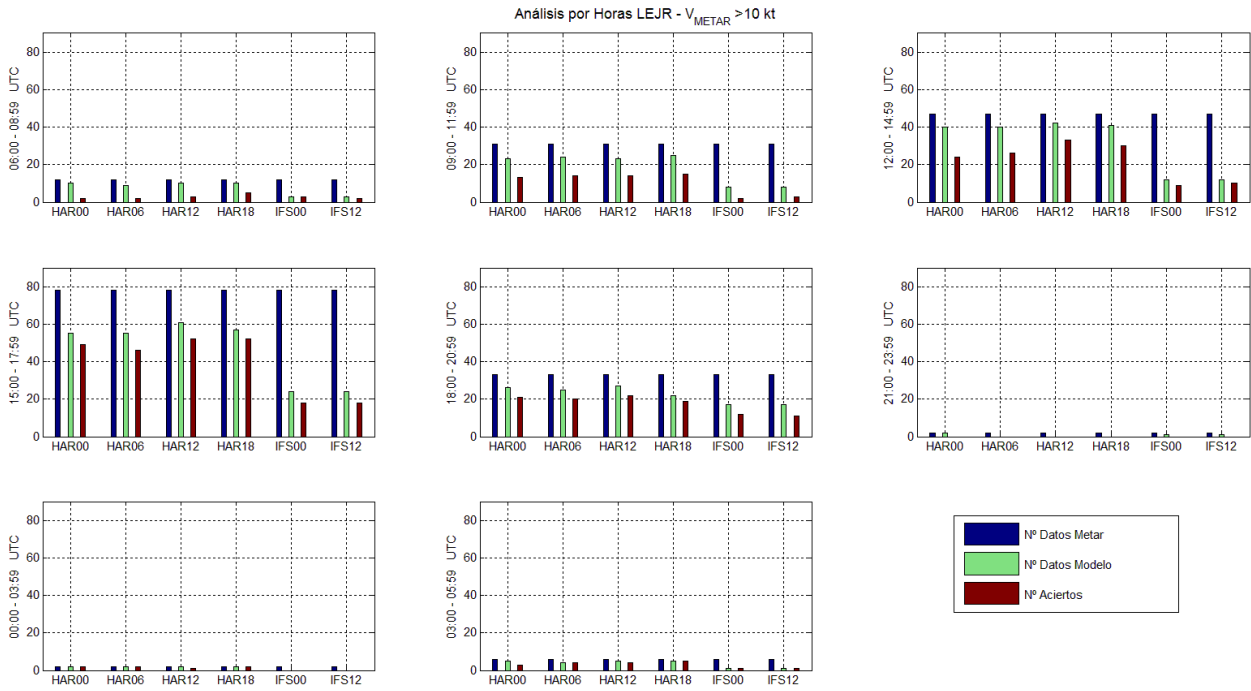 Análisis por Horas LEJR - V_METAR >10 kt
06:00 - 08:59 UTC
80
60
40
20
0
HAR00 HAR06 HAR12 HAR18 IFS00 IFS12
09:00 - 11:59 UTC
80
60
40
20
0
HAR00 HAR06 HAR12 HAR18 IFS00 IFS12
12:00 - 14:59 UTC
80
60
40
20
0
HAR00 HAR06 HAR12 HAR18 IFS00 IFS12
15:00 - 17:59 UTC
80
60
40
20
0
HAR00 HAR06 HAR12 HAR18 IFS00 IFS12
18:00 - 20:59 UTC
80
60
40
20
0
HAR00 HAR06 HAR12 HAR18 IFS00 IFS12
21:00 - 23:59 UTC
80
60
40
20
0
HAR00 HAR06 HAR12 HAR18 IFS00 IFS12
00:00 - 03:59 UTC
80
60
40
20
0
HAR00 HAR06 HAR12 HAR18 IFS00 IFS12
03:00 - 05:59 UTC
80
60
40
20
0
HAR00 HAR06 HAR12 HAR18 IFS00 IFS12
Nº Datos Metar
Nº Datos Modelo
Nº Aciertos